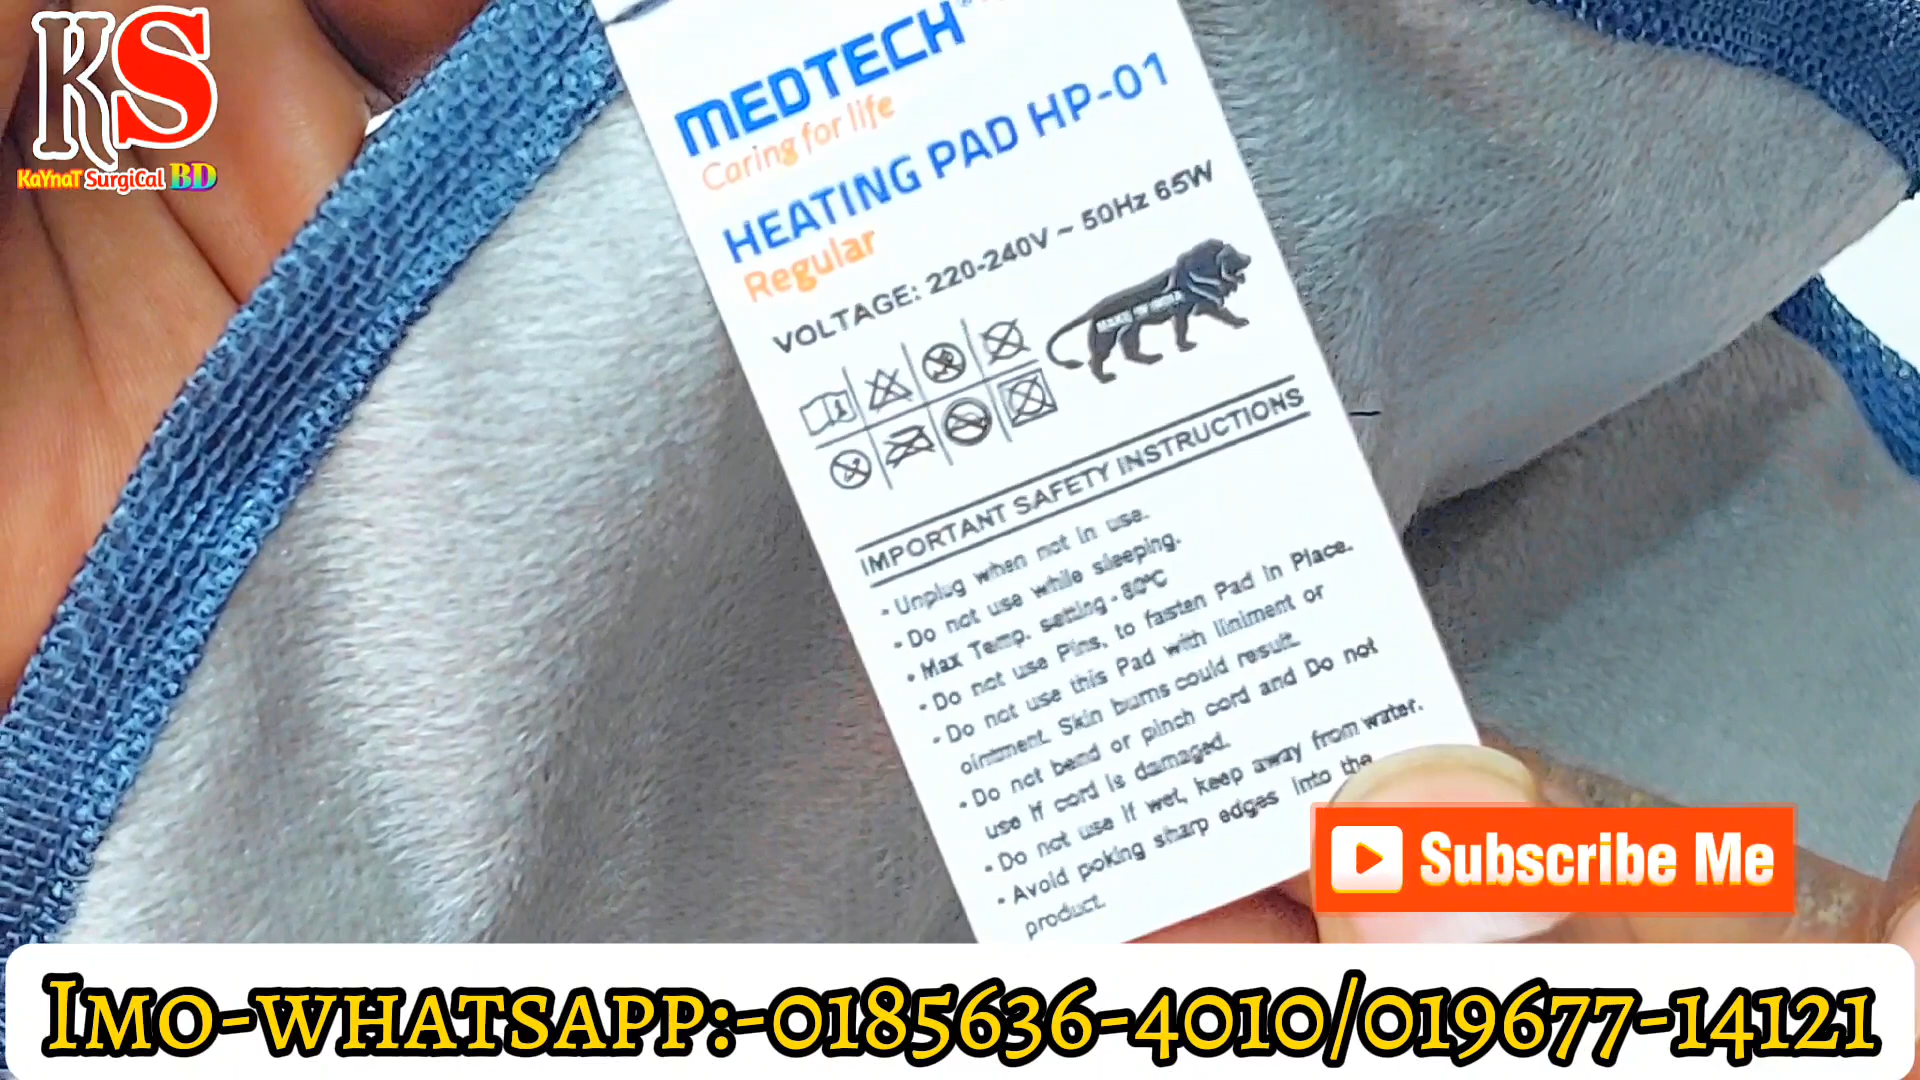 KS
KaYnaT SurgiCal BD
MEDTECH
Caring for life
HEATING PAD HP-01
Regular
VOLTAGE: 220-240V ~ 50Hz 65W
IMPORTANT SAFETY INSTRUCTIONS
- Unplug when not in use.
- Do not use while sleeping.
• Max Temp. setting - 80°C
- Do not use Pins, to fasten Pad in Place.
- Do not use this Pad with liniment or
ointment. Skin burns could result.
• Do not bend or pinch cord and Do not
use if cord is damaged.
- Do not use if wet, keep away from water.
• Avoid poking sharp edges into the
product.
Subscribe Me
Imo-whatsapp:-0185636-4010/019677-14121